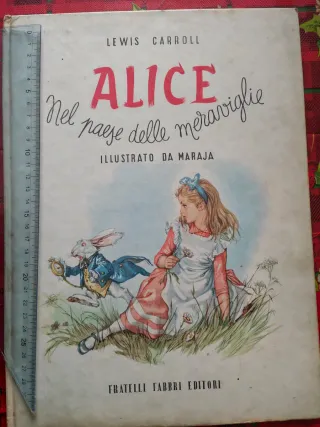 LEWIS CARROLL
ALICE
Nel paese delle meraviglie
ILLUSTRATO DA MARAJA
FRATELLI FABBRI EDITORI